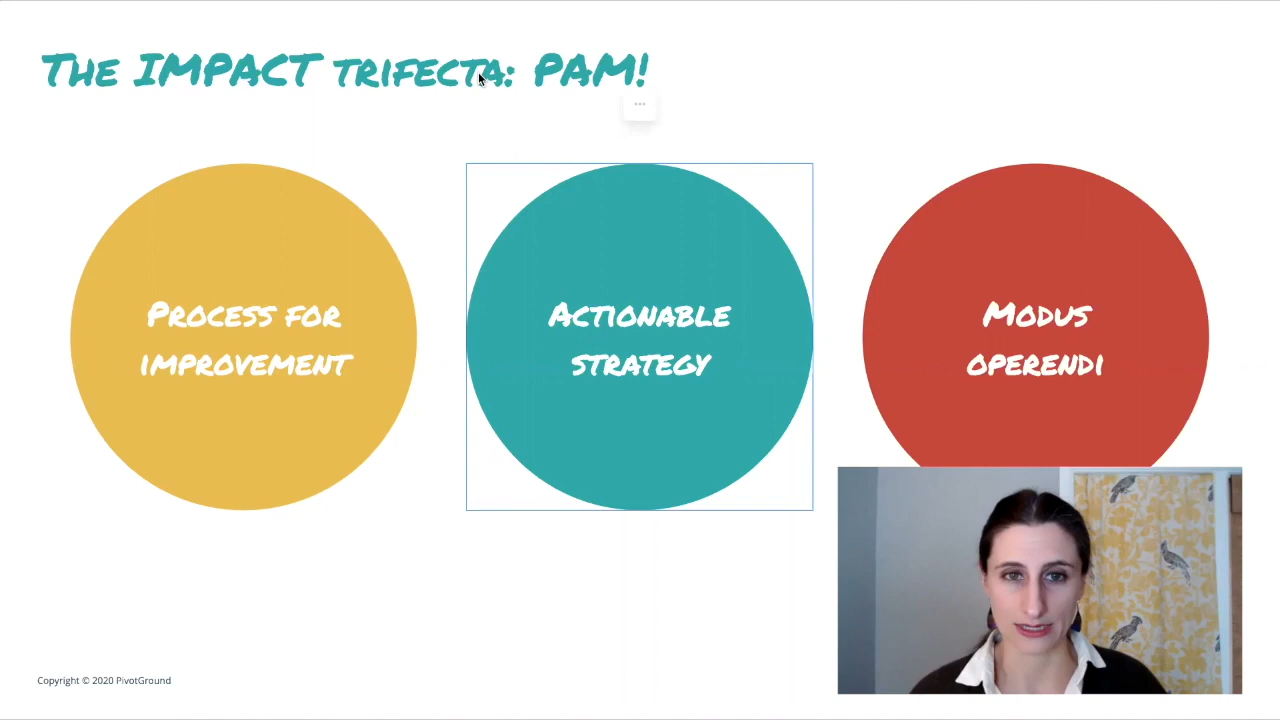 The IMPACT trifecta: PAM!
Process for
improvement
Actionable
strategy
Modus
operendi
Copyright © 2020 PivotGround